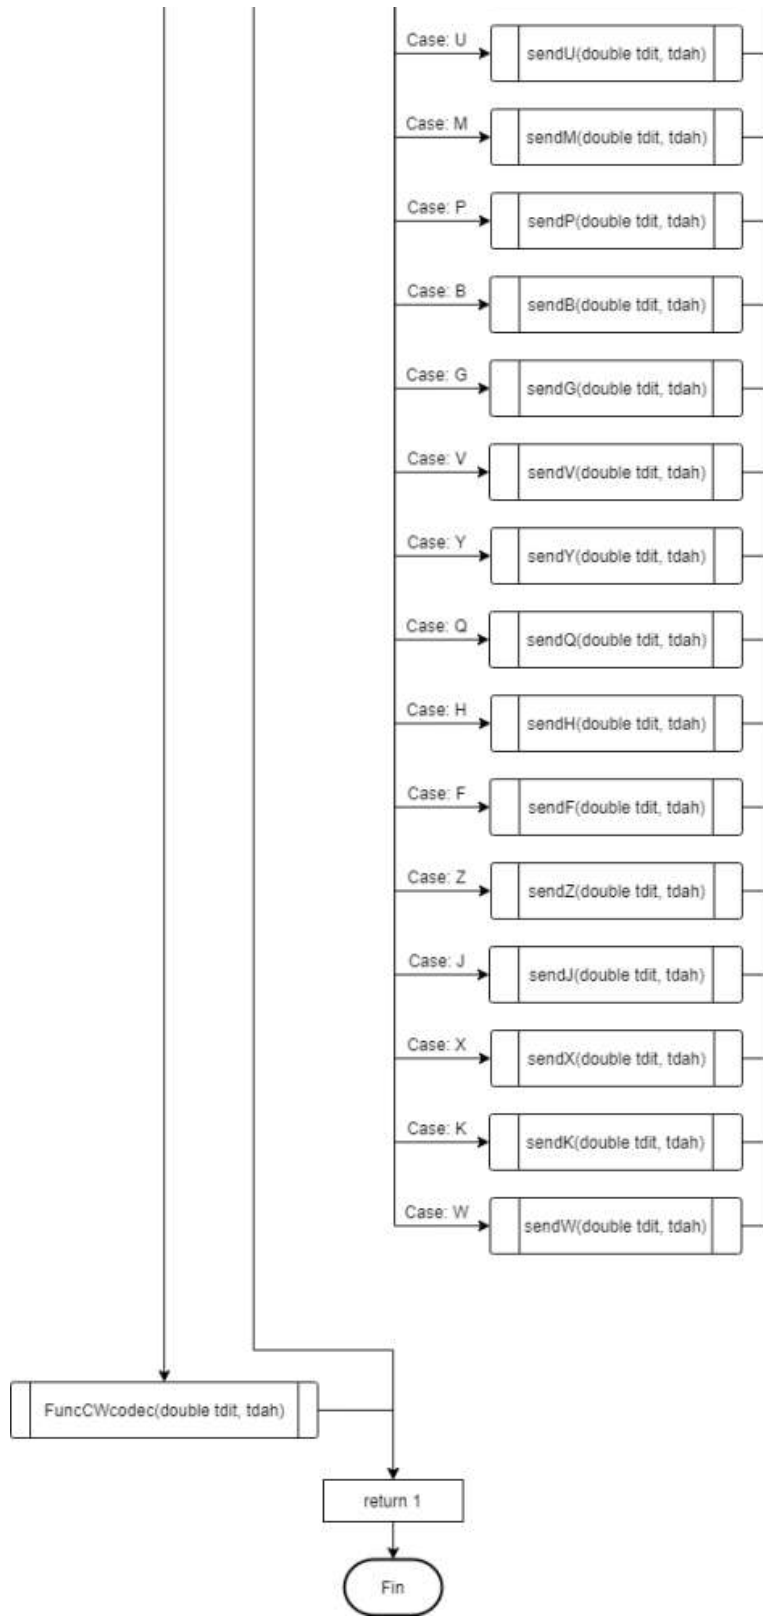 Case: U
sendU(double tdit, tdah)
Case: M
sendM(double tdit, tdah)
Case: P
sendP(double tdit, tdah)
Case: B
sendB(double tdit, tdah)
Case: G
sendG(double tdit, tdah)
Case: V
sendV(double tdit, tdah)
Case: Y
sendY(double tdit, tdah)
Case: Q
sendQ(double tdit, tdah)
Case: H
sendH(double tdit, tdah)
Case: F
sendF(double tdit, tdah)
Case: Z
sendZ(double tdit, tdah)
Case: J
sendJ(double tdit, tdah)
Case: X
sendX(double tdit, tdah)
Case: K
sendK(double tdit, tdah)
Case: W
sendW(double tdit, tdah)
FuncCWcodec(double tdit, tdah)
return 1
Fin